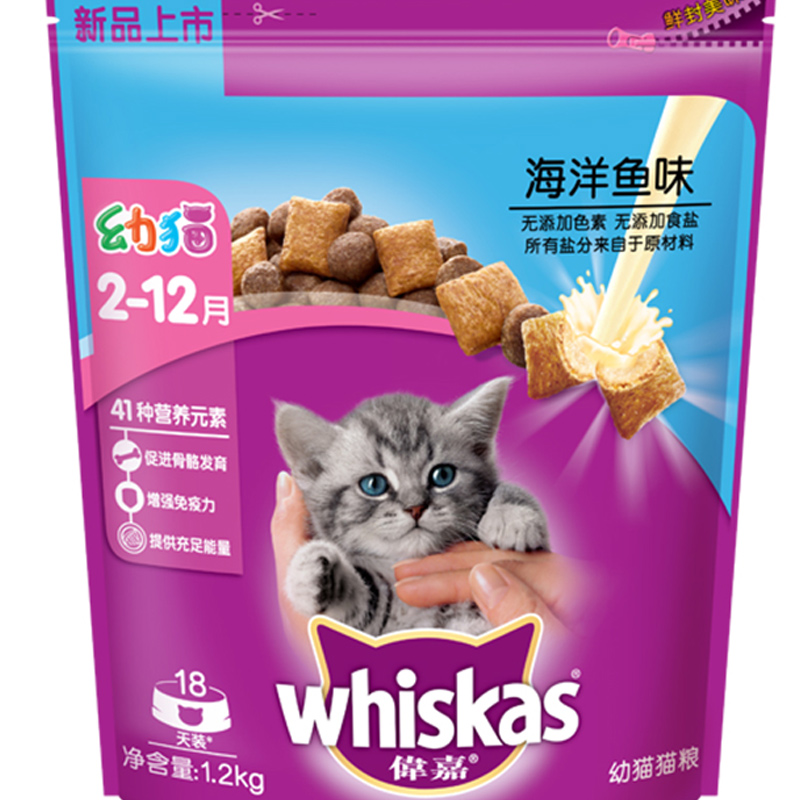 新品上市
鲜封美味
海洋鱼味
无添加色素 无添加食盐
所有盐分来自于原材料
幼猫
2-12月
41种营养元素
促进骨骼发育
增强免疫力
提供充足能量
18
天装*
净含量:1.2kg
whiskas®
偉嘉®
幼猫猫粮